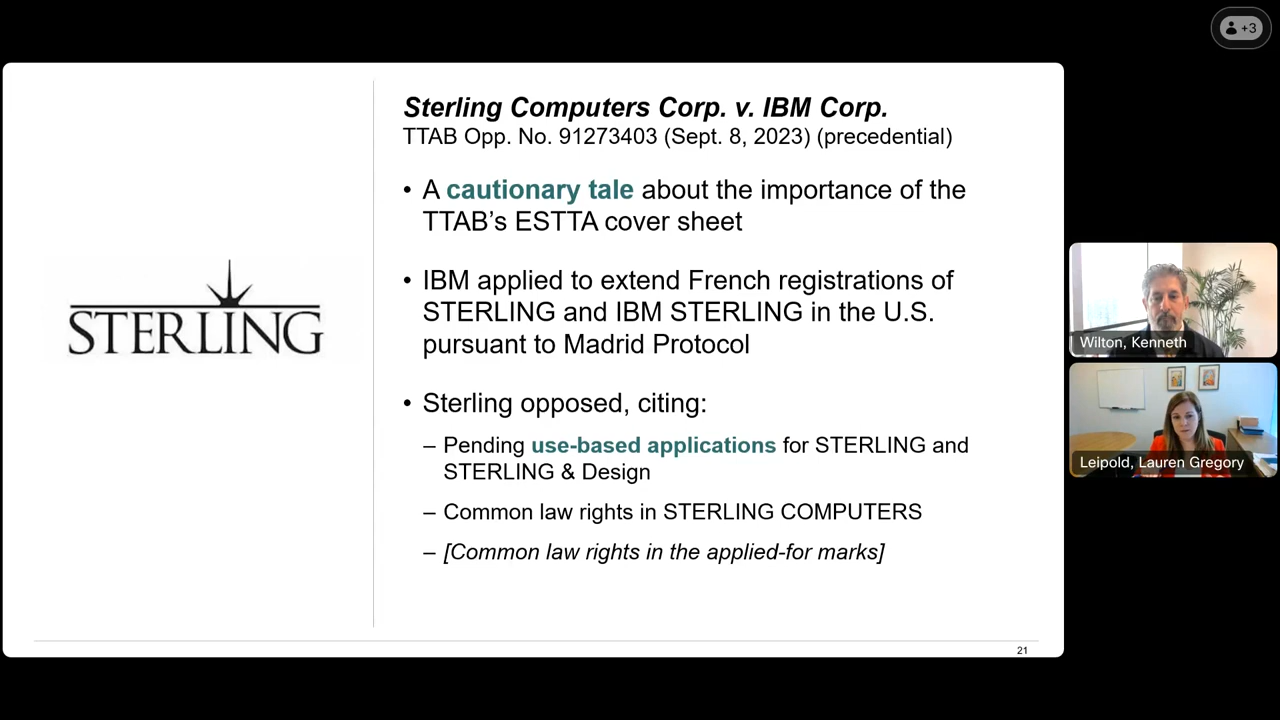 +3
Sterling Computers Corp. v. IBM Corp.
TTAB Opp. No. 91273403 (Sept. 8, 2023) (precedential)
• A cautionary tale about the importance of the
TTAB’s ESTTA cover sheet
• IBM applied to extend French registrations of
STERLING and IBM STERLING in the U.S.
pursuant to Madrid Protocol
• Sterling opposed, citing:
– Pending use-based applications for STERLING and
STERLING & Design
– Common law rights in STERLING COMPUTERS
– [Common law rights in the applied-for marks]
STERLING
21
Wilton, Kenneth
Leipold, Lauren Gregory